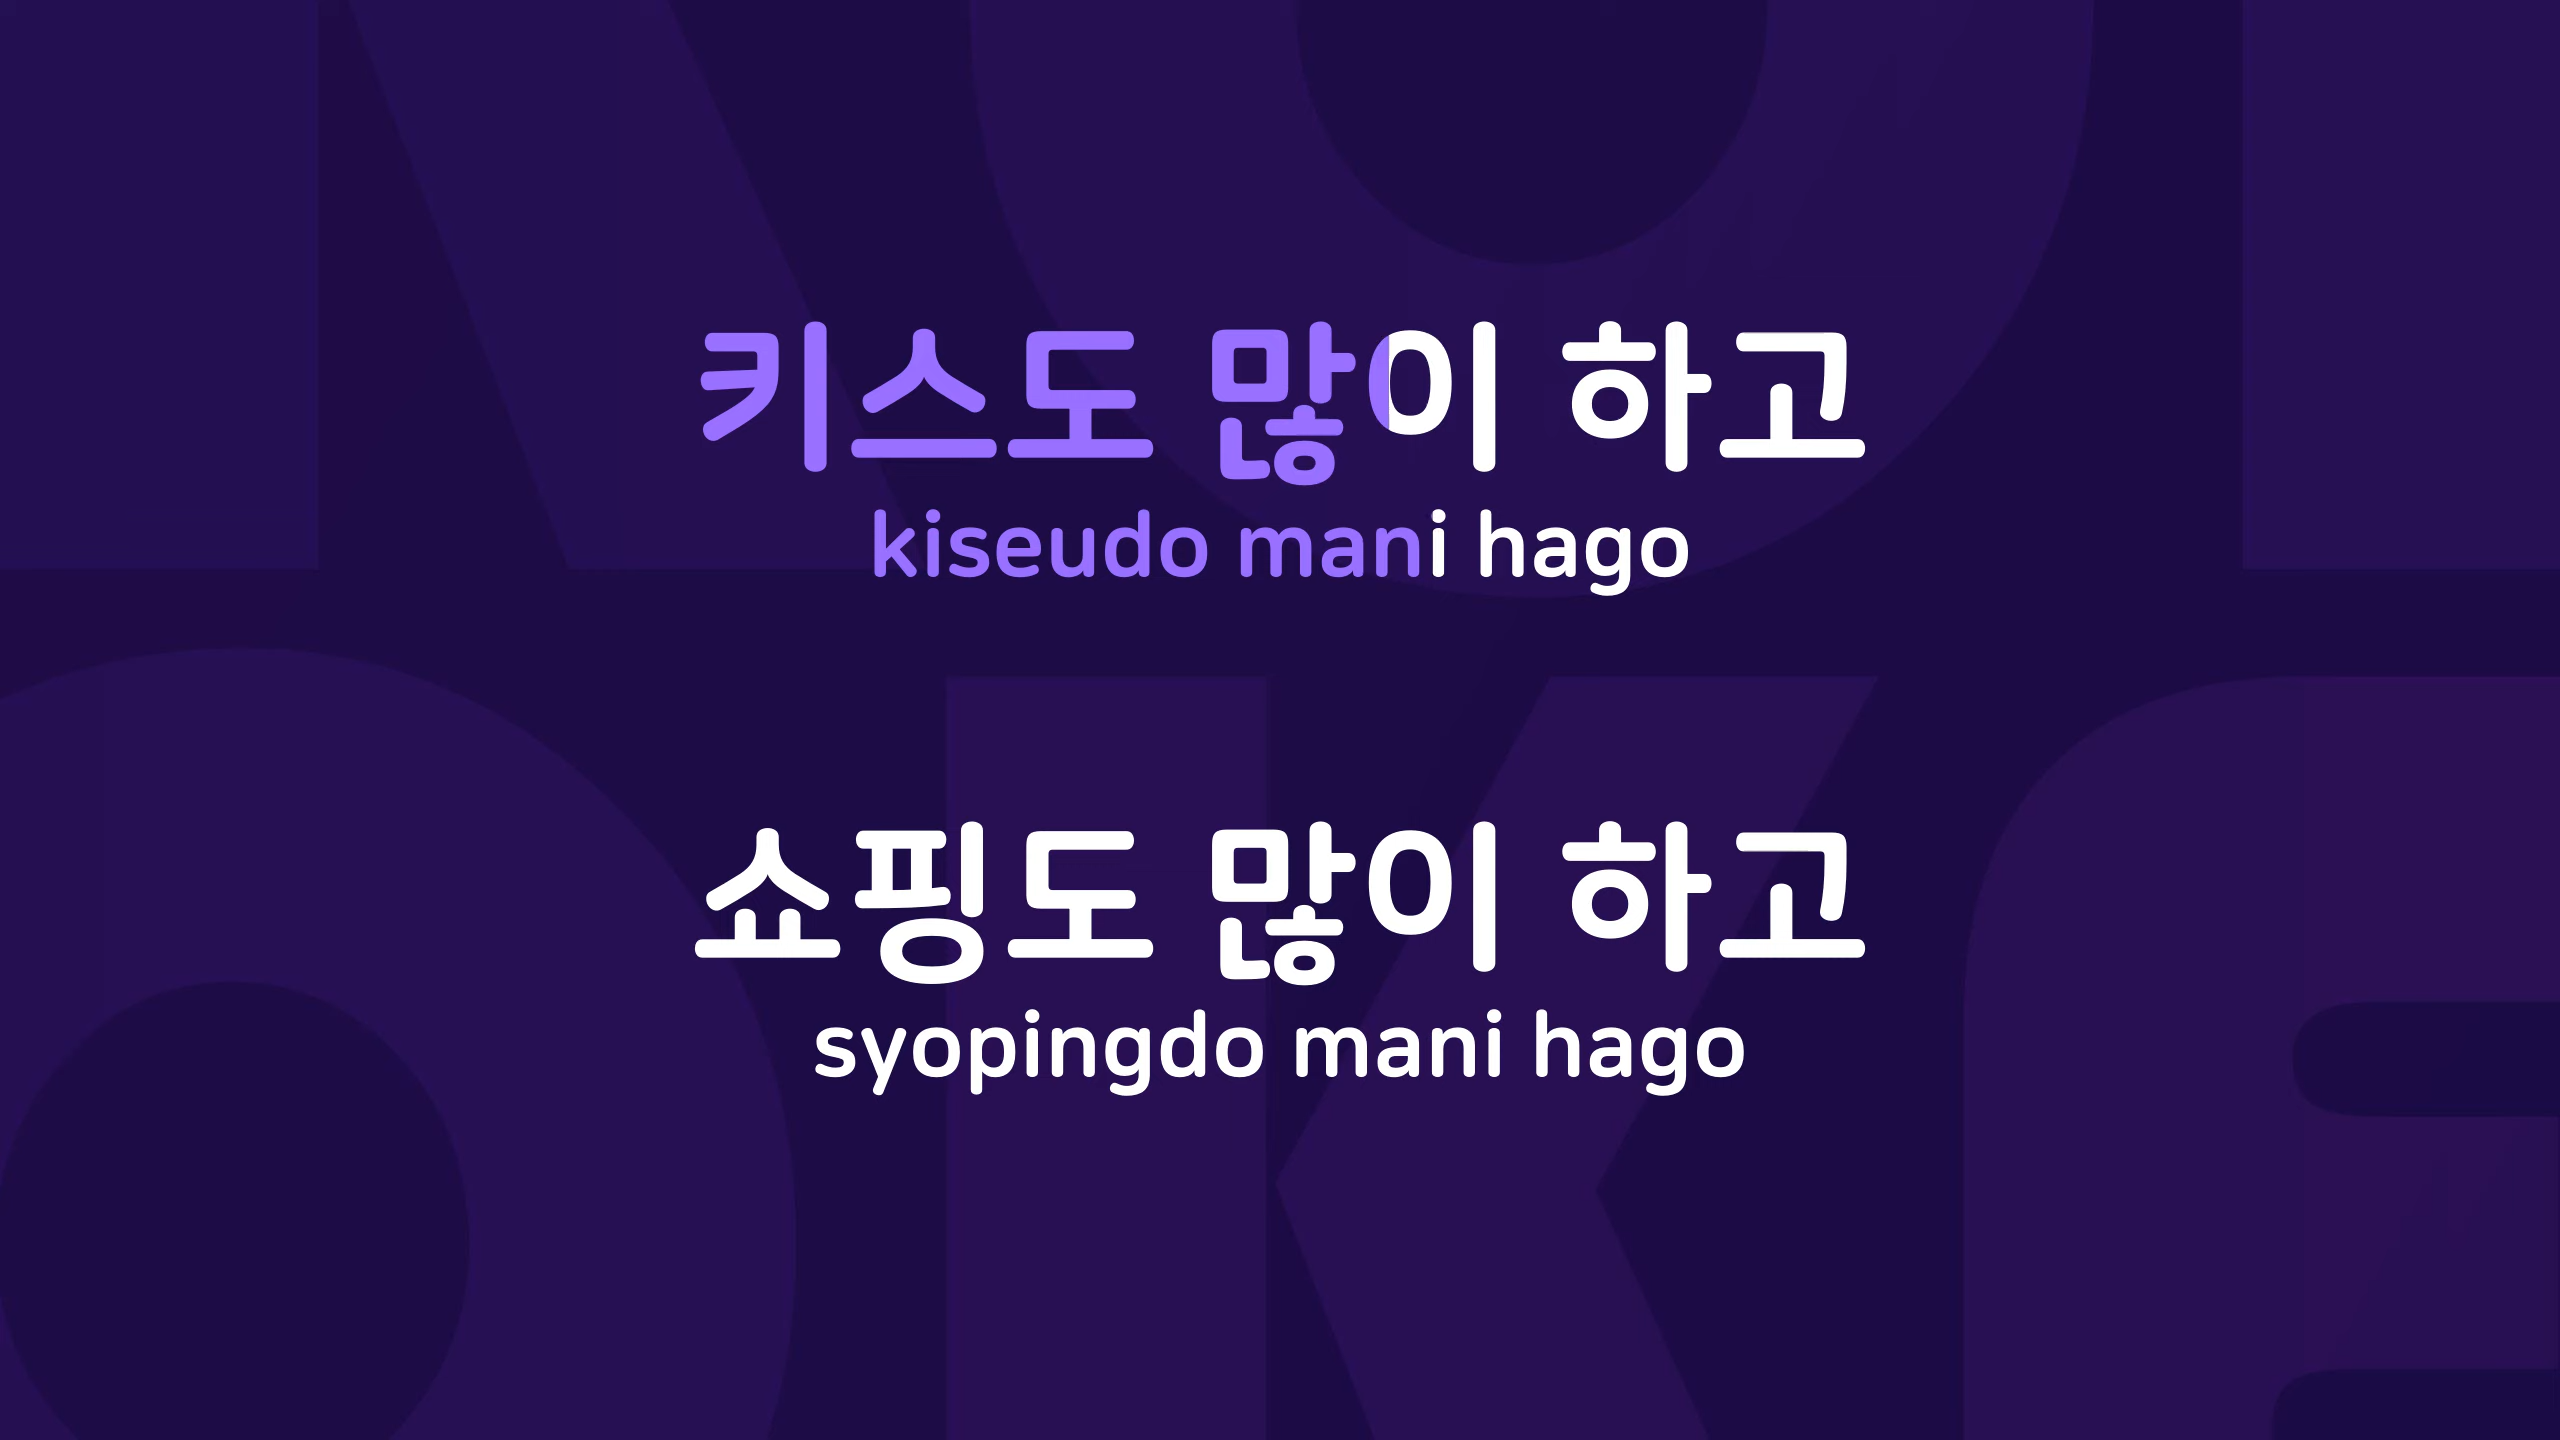 키스도 많이 하고
kiseudo mani hago
쇼핑도 많이 하고
syopingdo mani hago